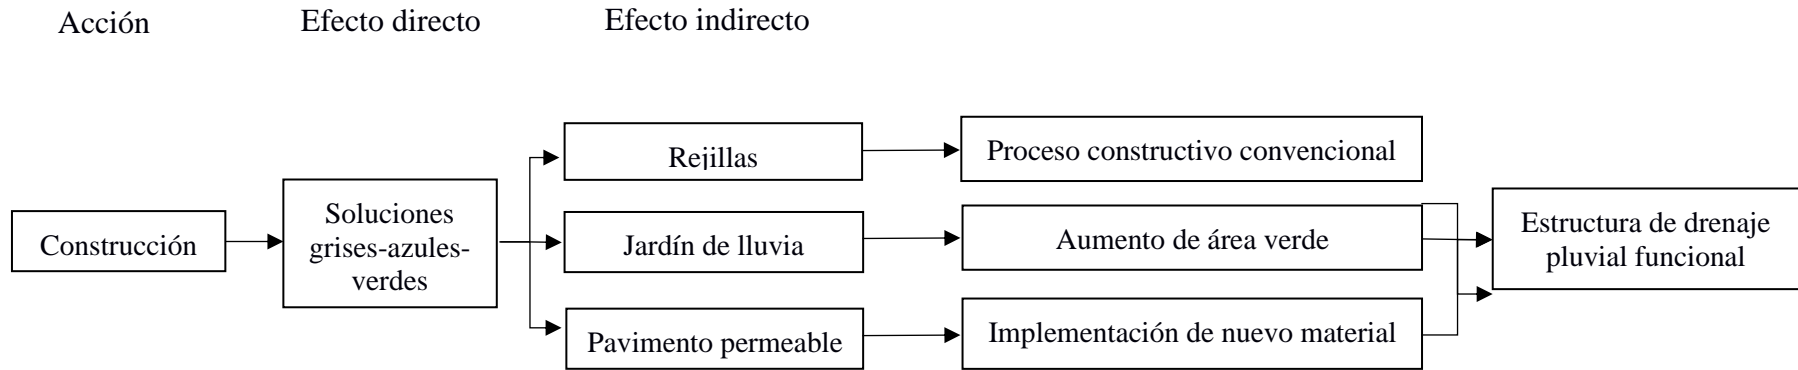 Acción
Efecto directo
Efecto indirecto
Construcción
Soluciones
grises-azules-
verdes
Rejillas
Proceso constructivo convencional
Jardín de lluvia
Aumento de área verde
Pavimento permeable
Implementación de nuevo material
Estructura de drenaje
pluvial funcional